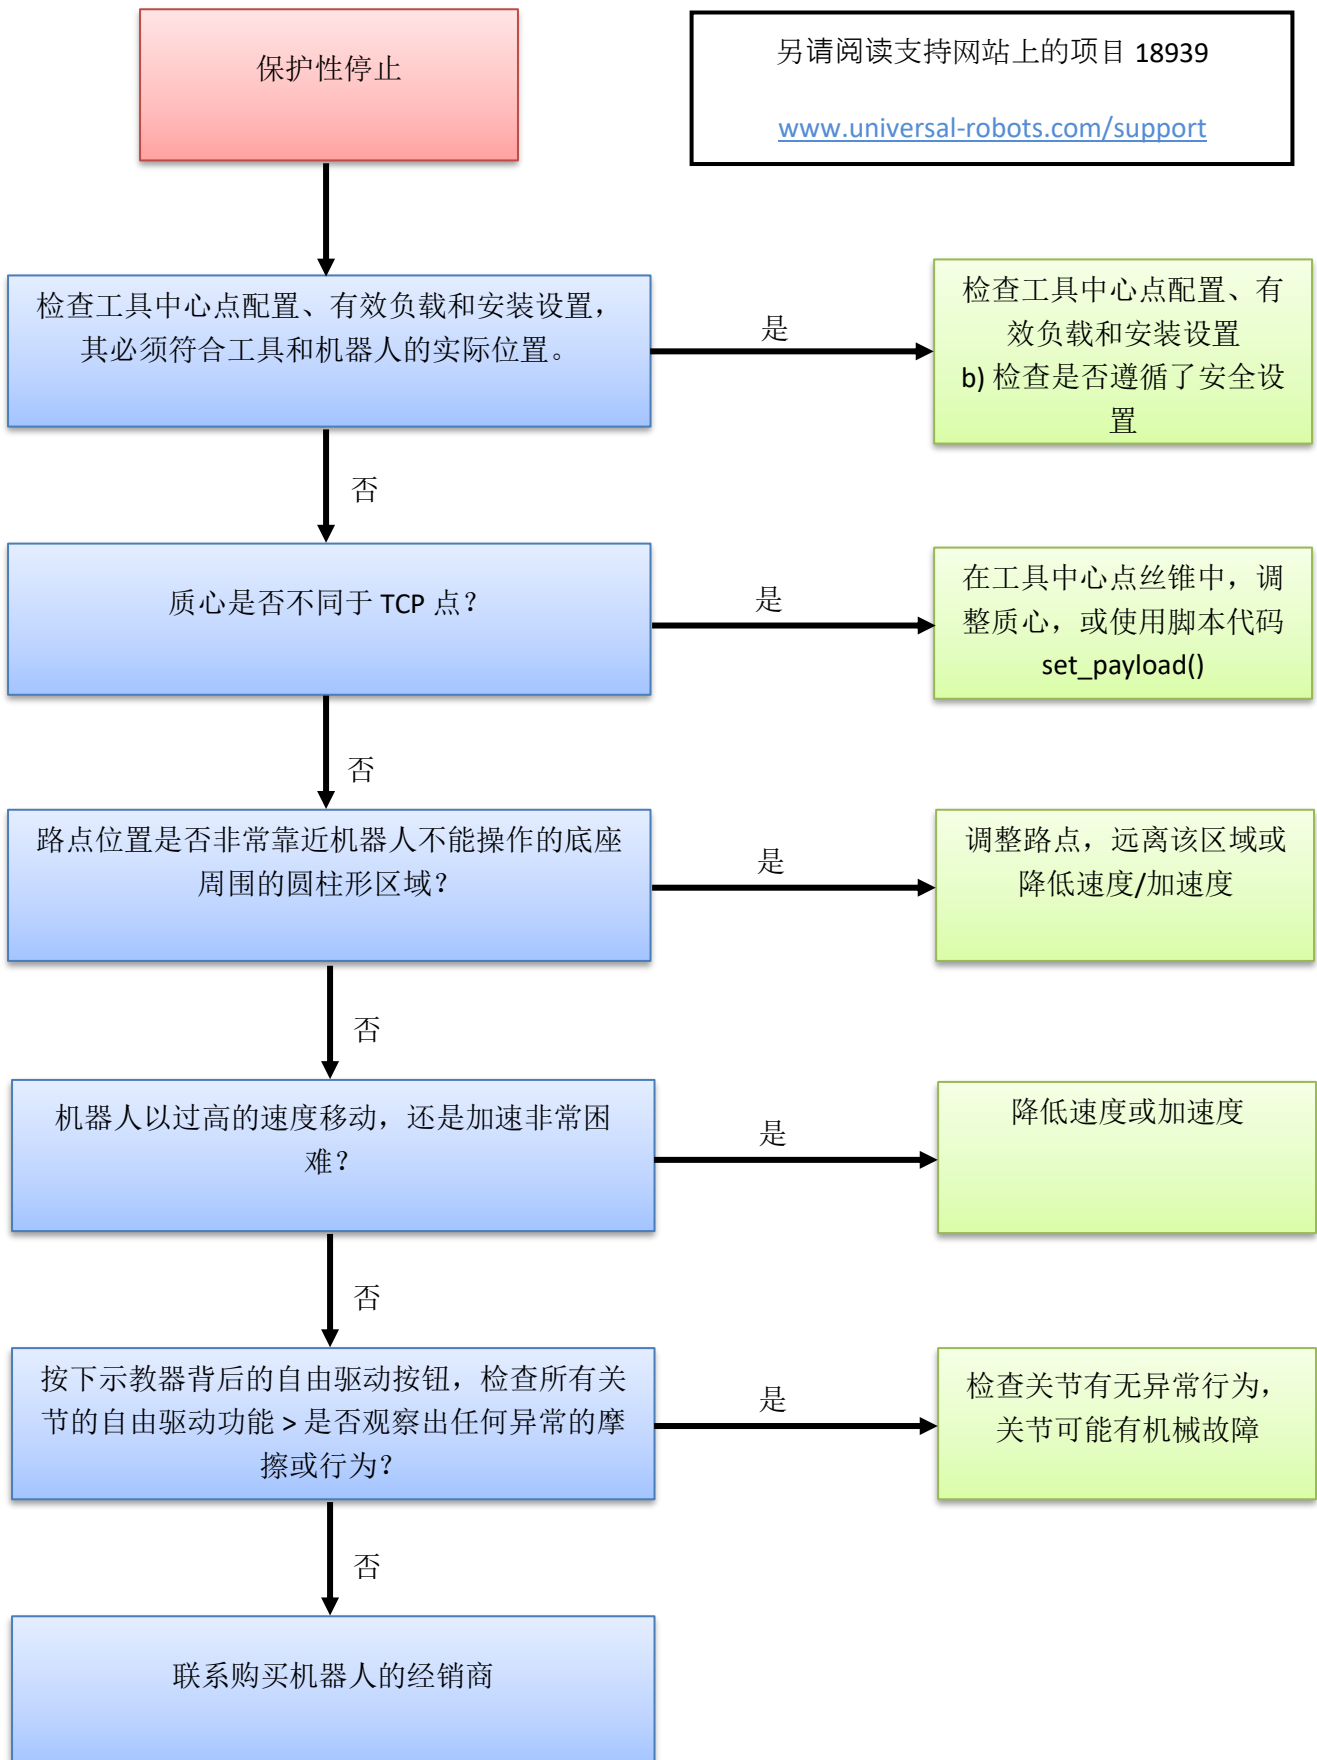 保护性停止
另请阅读支持网站上的项目 18939
www.universal-robots.com/support
检查工具中心点配置、有效负载和安装设置，
其必须符合工具和机器人的实际位置。
是
检查工具中心点配置、有
效负载和安装设置
b) 检查是否遵循了安全设
置
否
质心是否不同于 TCP 点？
是
在工具中心点丝锥中，调
整质心，或使用脚本代码
set_payload()
否
路点位置是否非常靠近机器人不能操作的底座
周围的圆柱形区域？
是
调整路点，远离该区域或
降低速度/加速度
否
机器人以过高的速度移动，还是加速非常困
难？
是
降低速度或加速度
否
按下示教器背后的自由驱动按钮，检查所有关
节的自由驱动功能 > 是否观察出任何异常的摩
擦或行为？
是
检查关节有无异常行为，
关节可能有机械故障
否
联系购买机器人的经销商